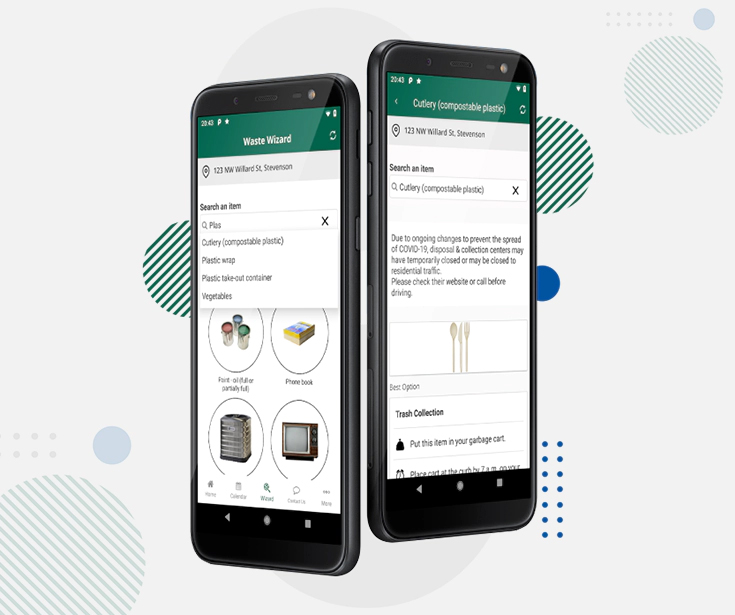 20:43
Waste Wizard
123 NW Willard St, Stevenson
Search an item
Plas
X
Cutlery (compostable plastic)
Plastic wrap
Plastic take-out container
Vegetables
Paint - oil (full or
partially full)
Phone book
Home
Calendar
Wizard
Contact Us
More
20:43
Cutlery (compostable plastic)
123 NW Willard St, Stevenson
Search an item
Cutlery (compostable plastic)
X
Due to ongoing changes to prevent the spread
of COVID-19, disposal & collection centers may
have temporarily closed or may be closed to
residential traffic.
Please check their website or call before
driving.
Best Option
Trash Collection
Put this item in your garbage cart.
Place cart at the curb by 7 a.m. on your